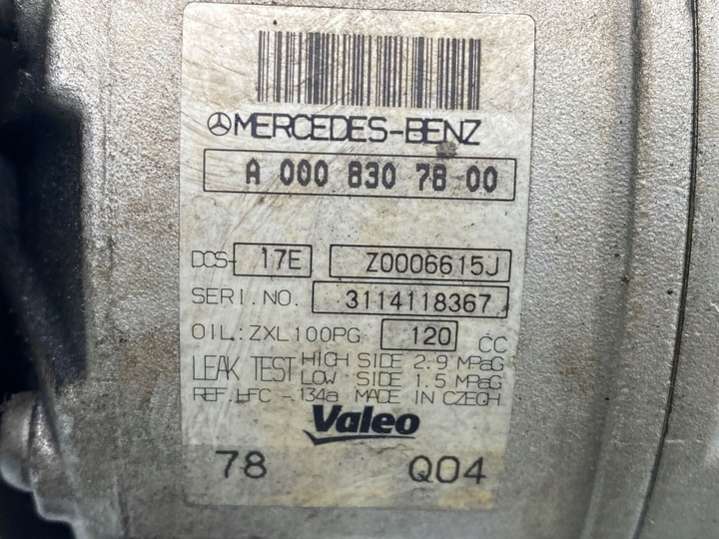 MERCEDES-BENZ
A 000 830 78 00
DCS- 17E Z0006615J
SERI.NO. 3114118367
OIL:ZXL100PG 120 CC
LEAK TEST HIGH SIDE 2.9 MPaG
LOW SIDE 1.5 MPaG
REF.HFC -134a MADE IN CZECH
Valeo
78 Q04